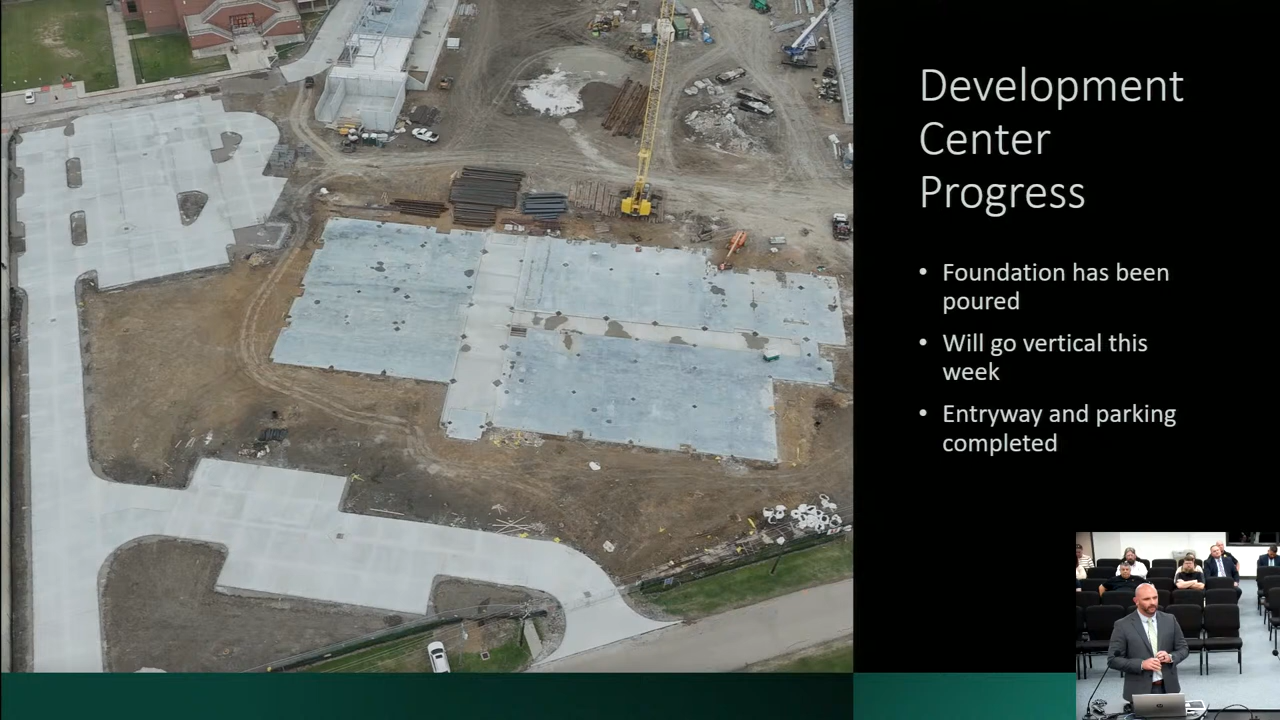 Development
Center
Progress
• Foundation has been
poured
• Will go vertical this
week
• Entryway and parking
completed